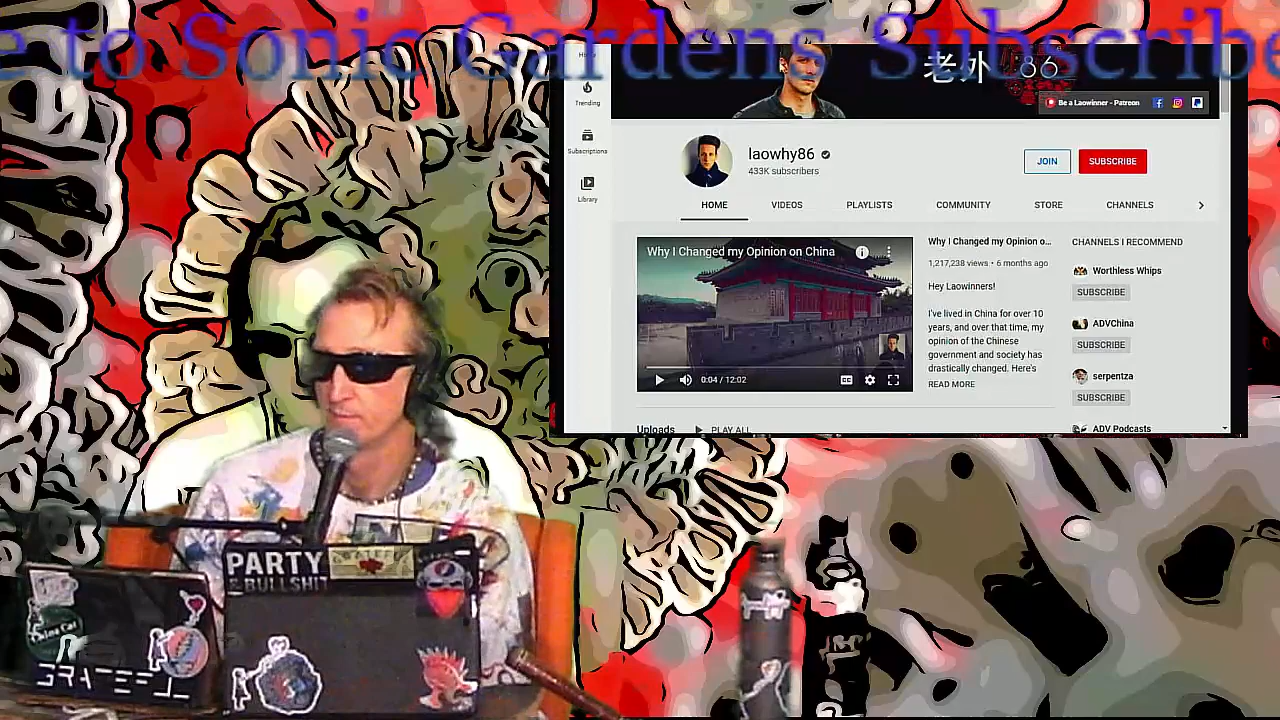 e to Sonic Gardens Subscribe
老外 86
Be a Laowinner - Patreon
Trending
Subscriptions
Library
laowhy86
433K subscribers
JOIN
SUBSCRIBE
HOME
VIDEOS
PLAYLISTS
COMMUNITY
STORE
CHANNELS
Why I Changed my Opinion on China
0:04 / 12:02
Why I Changed my Opinion o...
1,217,238 views • 6 months ago
Hey Laowinners!
I've lived in China for over 10
years, and over that time, my
opinion of the Chinese
government and society has
drastically changed. Here's
READ MORE
CHANNELS I RECOMMEND
Worthless Whips
SUBSCRIBE
ADVChina
SUBSCRIBE
serpentza
SUBSCRIBE
ADV Podcasts
Uploads
PLAY ALL
PARTY
& BULLSHIT